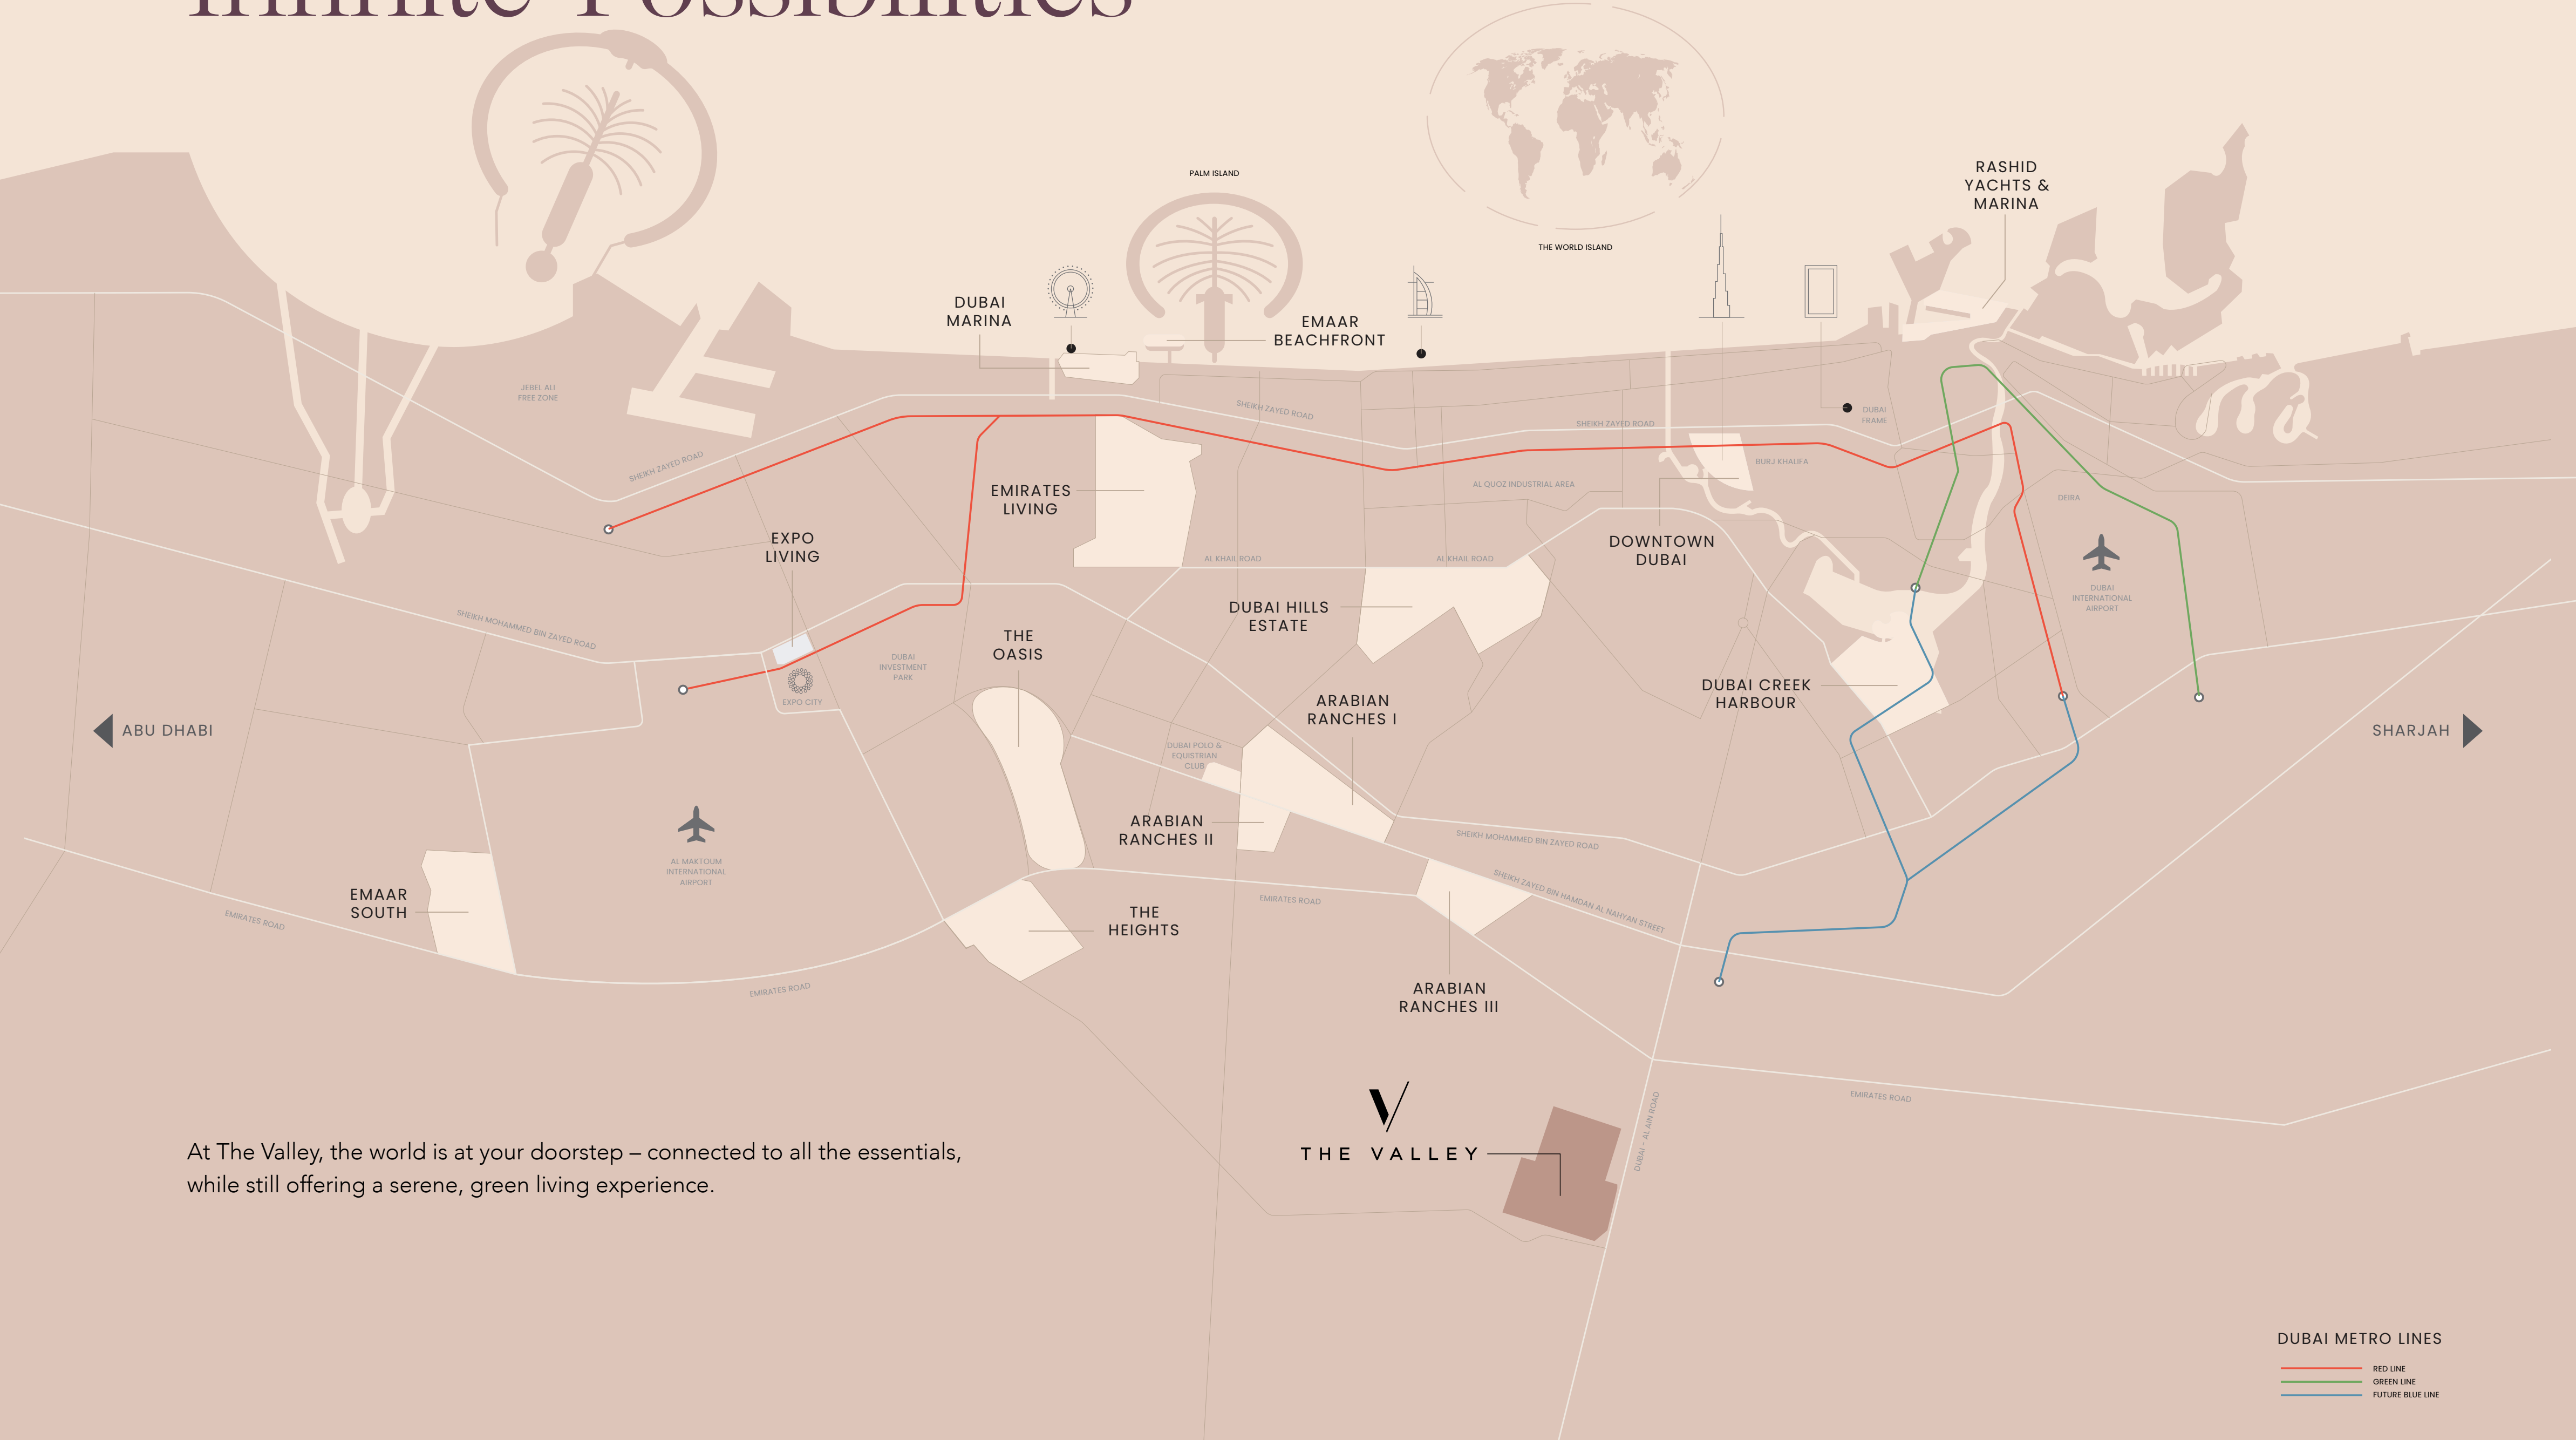 Infinite Possibilities
PALM ISLAND
THE WORLD ISLAND
RASHID
YACHTS &
MARINA
DUBAI
MARINA
EMAAR
BEACHFRONT
JEBEL ALI
FREE ZONE
SHEIKH ZAYED ROAD
SHEIKH ZAYED ROAD
SHEIKH ZAYED ROAD
DUBAI
FRAME
BURJ KHALIFA
AL QUOZ INDUSTRIAL AREA
DEIRA
EMIRATES
LIVING
EXPO
LIVING
DOWNTOWN
DUBAI
AL KHAIL ROAD
AL KHAIL ROAD
DUBAI
INTERNATIONAL
AIRPORT
SHEIKH MOHAMMED BIN ZAYED ROAD
DUBAI HILLS
ESTATE
THE
OASIS
DUBAI
INVESTMENT
PARK
EXPO CITY
ARABIAN
RANCHES I
DUBAI CREEK
HARBOUR
ABU DHABI
SHARJAH
DUBAI POLO &
EQUISTRIAN
CLUB
ARABIAN
RANCHES II
SHEIKH MOHAMMED BIN ZAYED ROAD
AL MAKTOUM
INTERNATIONAL
AIRPORT
EMAAR
SOUTH
EMIRATES ROAD
EMIRATES ROAD
SHEIKH ZAYED BIN HAMDAN AL NAHYAN STREET
THE
HEIGHTS
EMIRATES ROAD
ARABIAN
RANCHES III
EMIRATES ROAD
DUBAI - AL AIN ROAD
V
THE VALLEY
At The Valley, the world is at your doorstep – connected to all the essentials,
while still offering a serene, green living experience.
DUBAI METRO LINES
RED LINE
GREEN LINE
FUTURE BLUE LINE